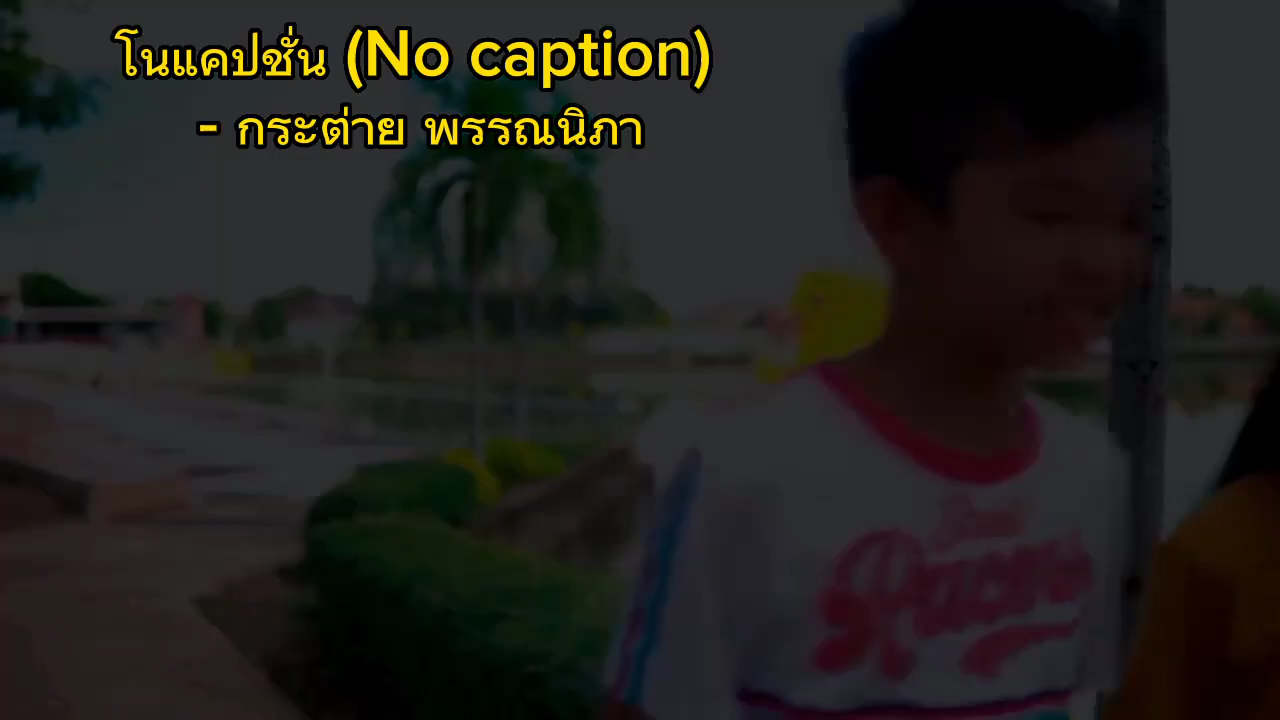 โนแคปชั่น (No caption)
- กระต่าย พรรณนิภา